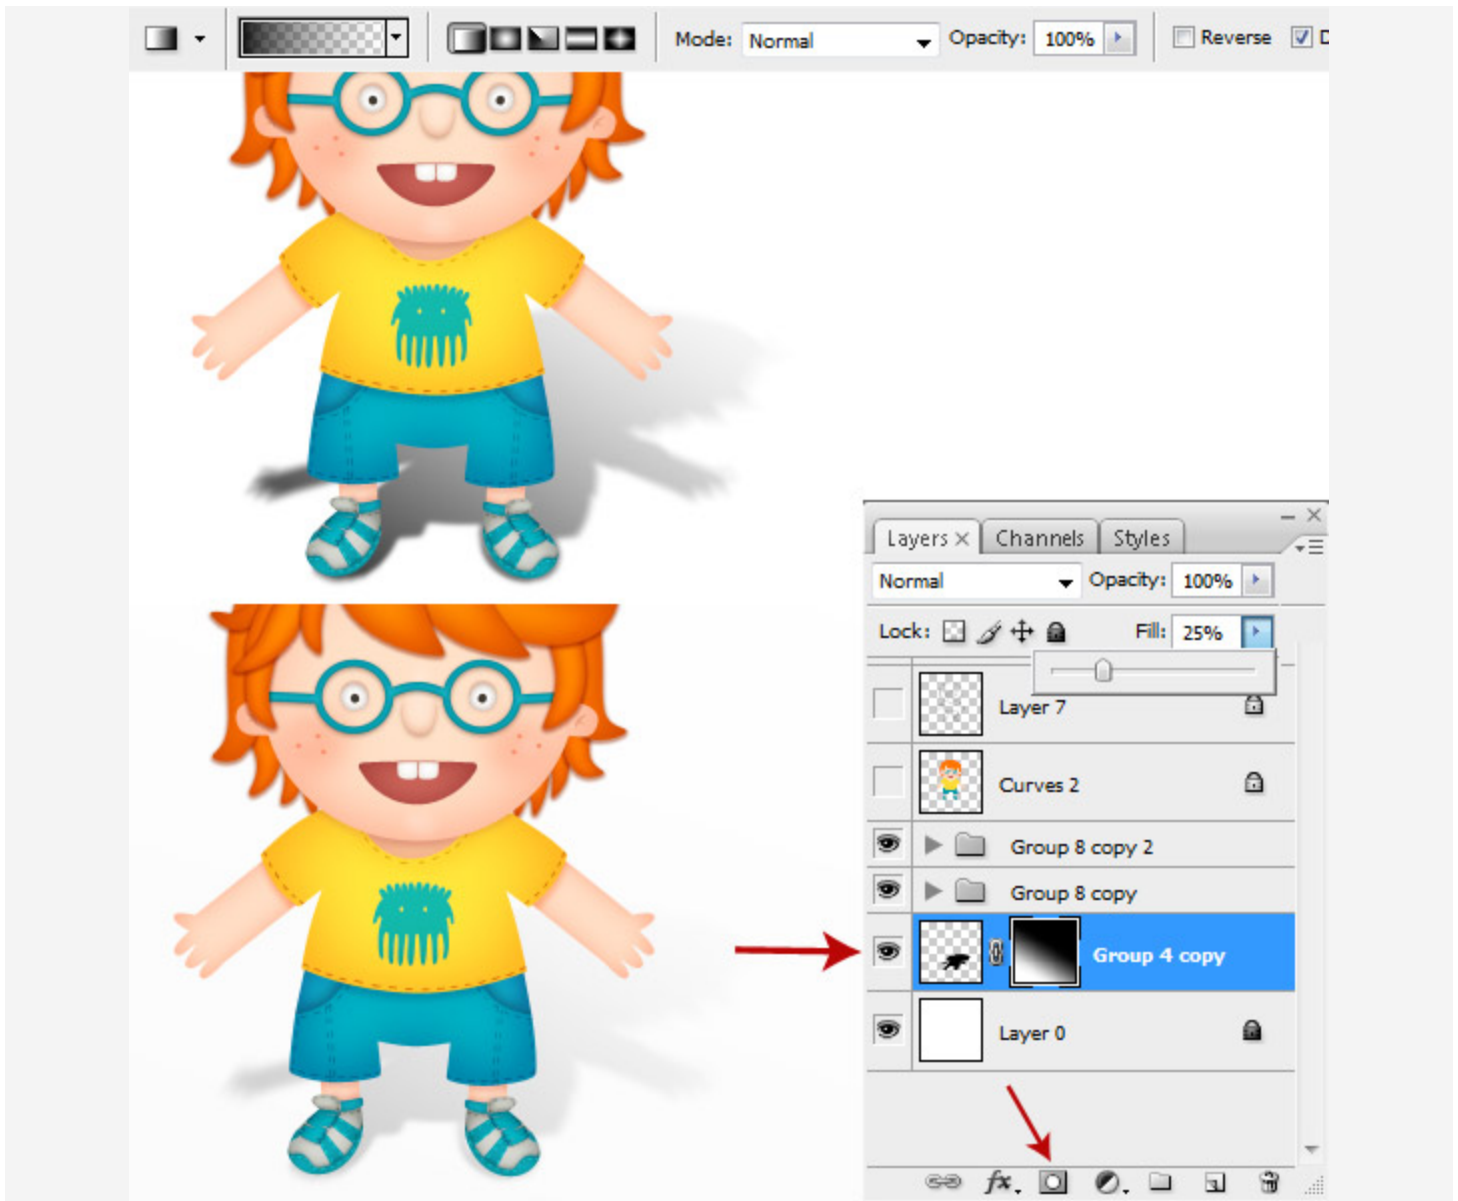 Mode: Normal Opacity: 100% Reverse
Layers Channels Styles
Normal Opacity: 100%
Lock: Fill: 25%
Layer 7
Curves 2
Group 8 copy 2
Group 8 copy
Group 4 copy
Layer 0
fx.